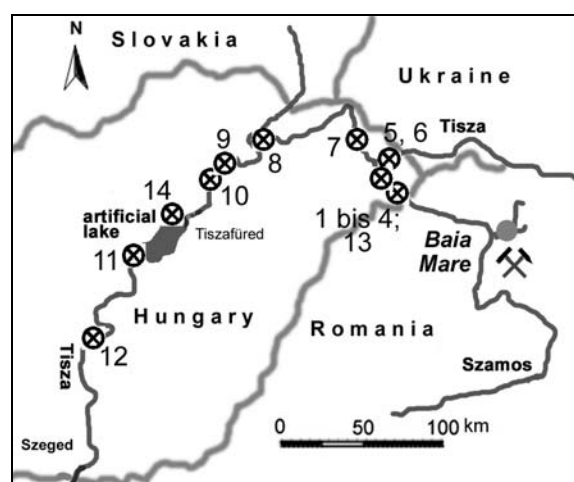 N
Slovakia
Ukraine
Tisza
5, 6
7
8
9
10
14
artificial
lake
Tiszafüred
1 bis 4;
13
Baia
Mare
11
Hungary
Romania
12
Tisza
Szamos
Szeged
0 50 100 km